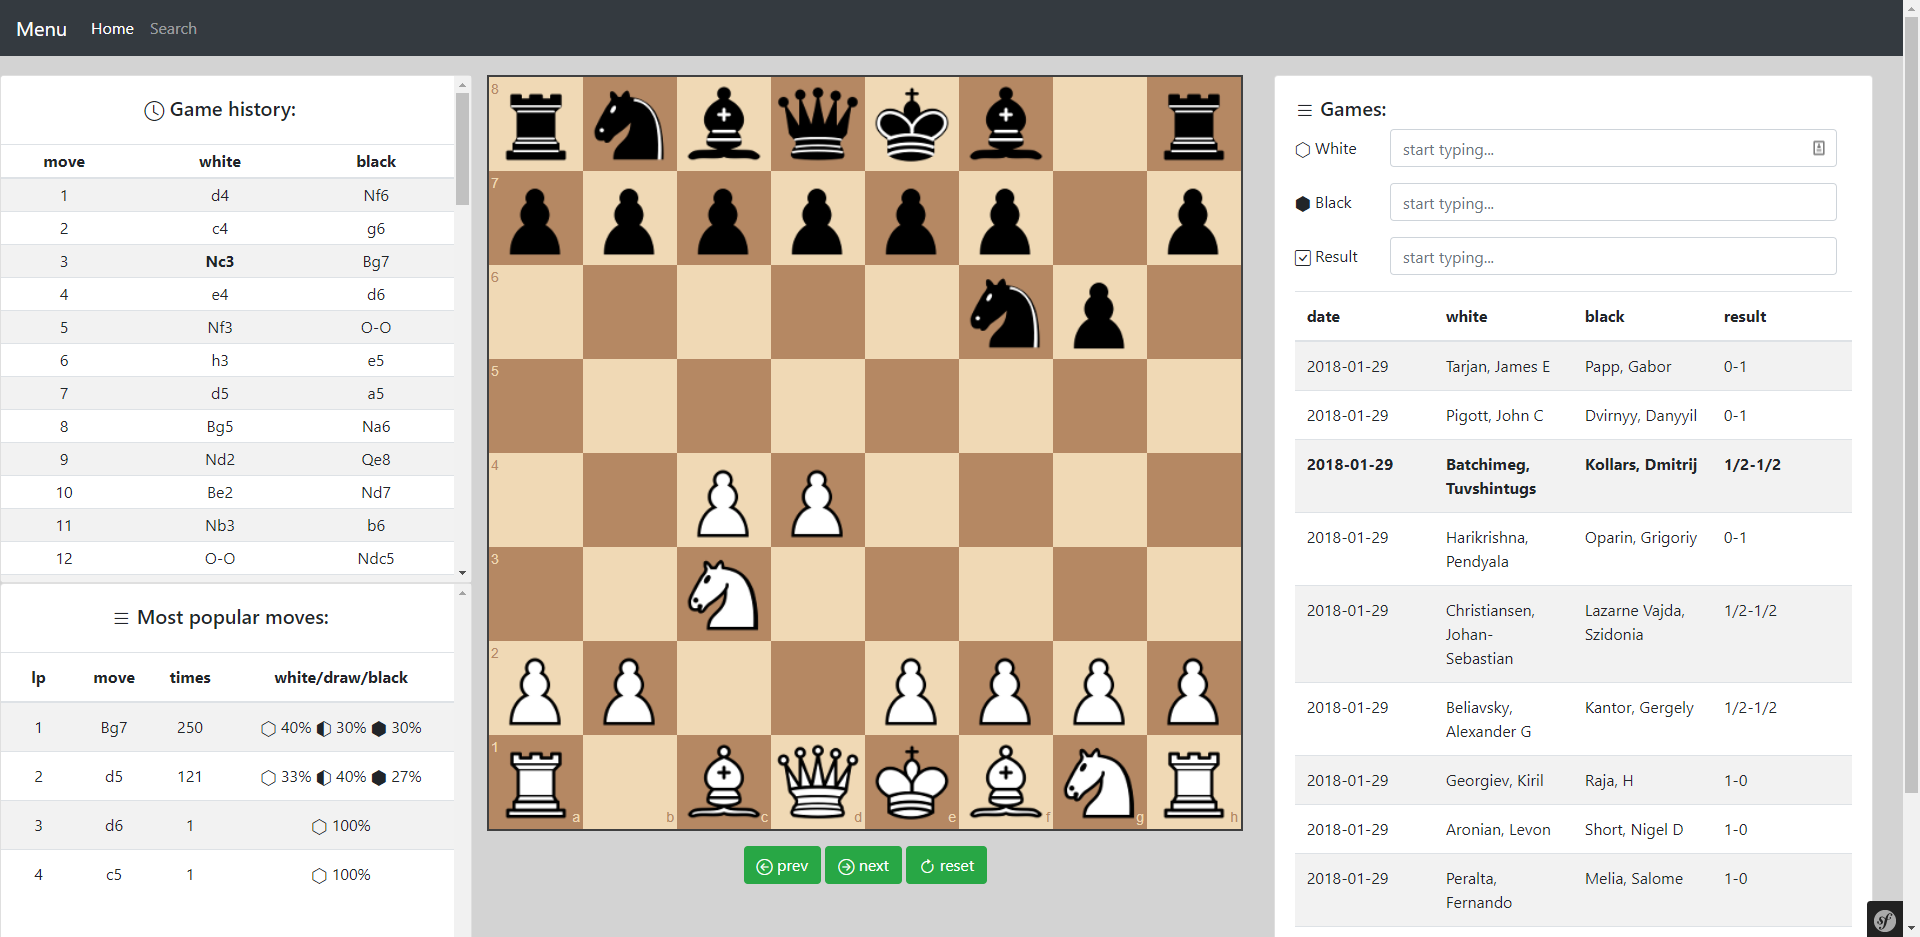 Menu Home Search
Game history:
move white black
1 d4 Nf6
2 c4 g6
3 Nc3 Bg7
4 e4 d6
5 Nf3 O-O
6 h3 e5
7 d5 a5
8 Bg5 Na6
9 Nd2 Qe8
10 Be2 Nd7
11 Nb3 b6
12 O-O Ndc5
Most popular moves:
lp move times white/draw/black
1 Bg7 250 40% 30% 30%
2 d5 121 33% 40% 27%
3 d6 1 100%
4 c5 1 100%
8
7
6
5
4
3
2
1
a b c d e f g h
prev next reset
Games:
White start typing...
Black start typing...
Result start typing...
date white black result
2018-01-29 Tarjan, James E Papp, Gabor 0-1
2018-01-29 Pigott, John C Dvirnyy, Danyyil 0-1
2018-01-29 Batchimeg, Kollars, Dmitrij 1/2-1/2
Tuvshintugs
2018-01-29 Harikrishna, Oparin, Grigoriy 0-1
Pendyala
2018-01-29 Christiansen, Lazarne Vajda, 1/2-1/2
Johan- Szidonia
Sebastian
2018-01-29 Beliavsky, Kantor, Gergely 1/2-1/2
Alexander G
2018-01-29 Georgiev, Kiril Raja, H 1-0
2018-01-29 Aronian, Levon Short, Nigel D 1-0
2018-01-29 Peralta, Melia, Salome 1-0
Fernando
sf